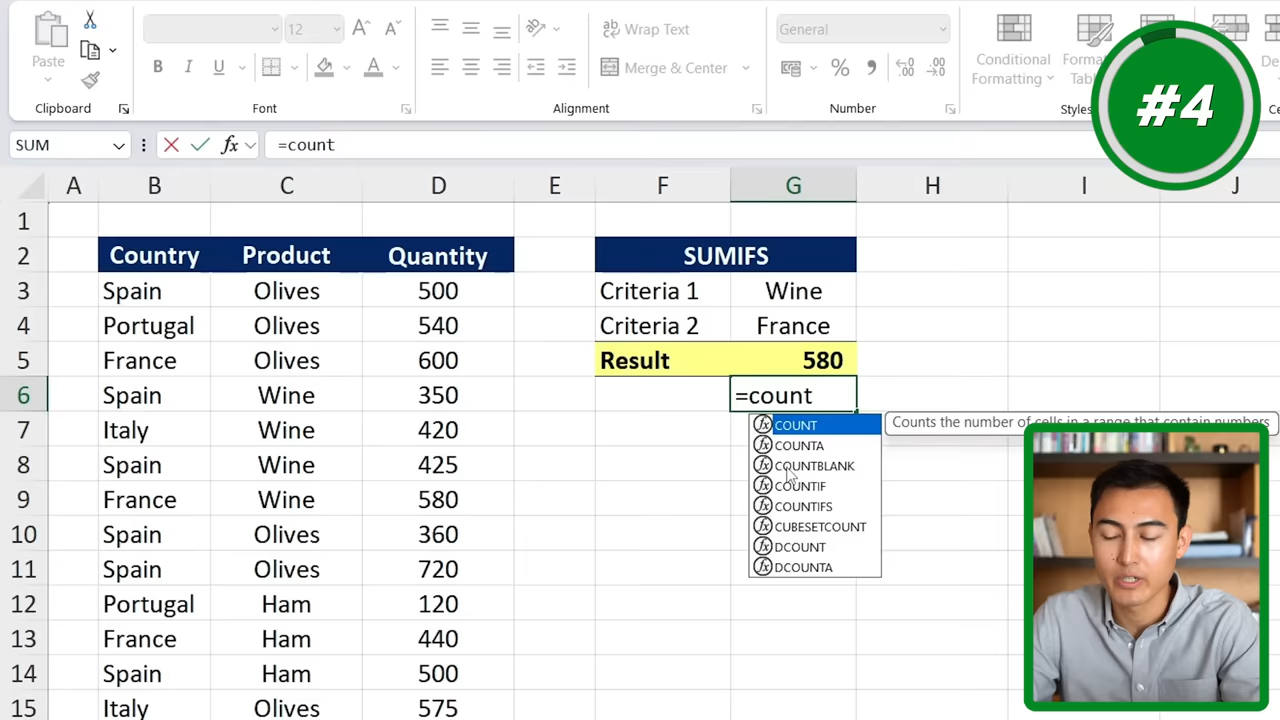 12
Wrap Text
General
Paste
B I U
Merge & Center
%
Conditional
Formatting
Clipboard
Font
Alignment
Number
Styles
#4
SUM
fx
=count
A B C D E F G H I J
1
2 Country Product Quantity SUMIFS
3 Spain Olives 500 Criteria 1 Wine
4 Portugal Olives 540 Criteria 2 France
5 France Olives 600 Result 580
6 Spain Wine 350 =count
7 Italy Wine 420
8 Spain Wine 425
9 France Wine 580
10 Spain Olives 360
11 Spain Olives 720
12 Portugal Ham 120
13 France Ham 440
14 Spain Ham 500
15 Italy Olives 575
COUNT
Counts the number of cells in a range that contain numbers
COUNTA
COUNTBLANK
COUNTIF
COUNTIFS
CUBESETCOUNT
DCOUNT
DCOUNTA